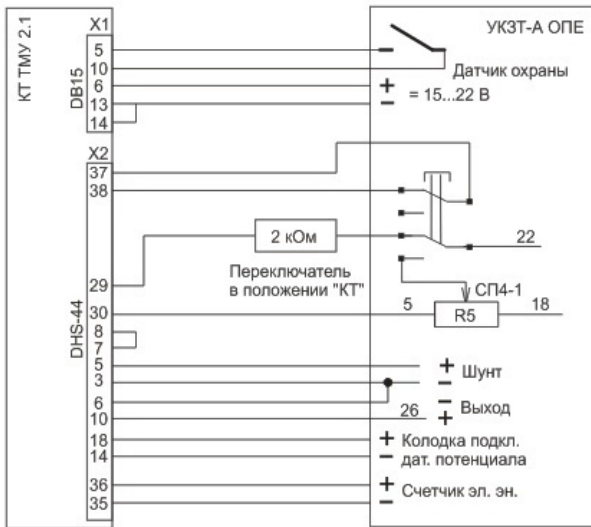 КТ ТМУ 2.1
X1
DB15
5
10
6
13
14
УКЗТ-А ОПЕ
Датчик охраны
= 15...22 В
X2
DHS-44
37
38
29
30
8
7
5
3
6
10
18
14
36
35
2 кОм
Переключатель
в положении "КТ"
22
СП4-1
5
R5
18
+
Шунт
−
−
Выход
26
+
+ Колодка подкл.
− дат. потенциала
+
Счетчик эл. эн.
−